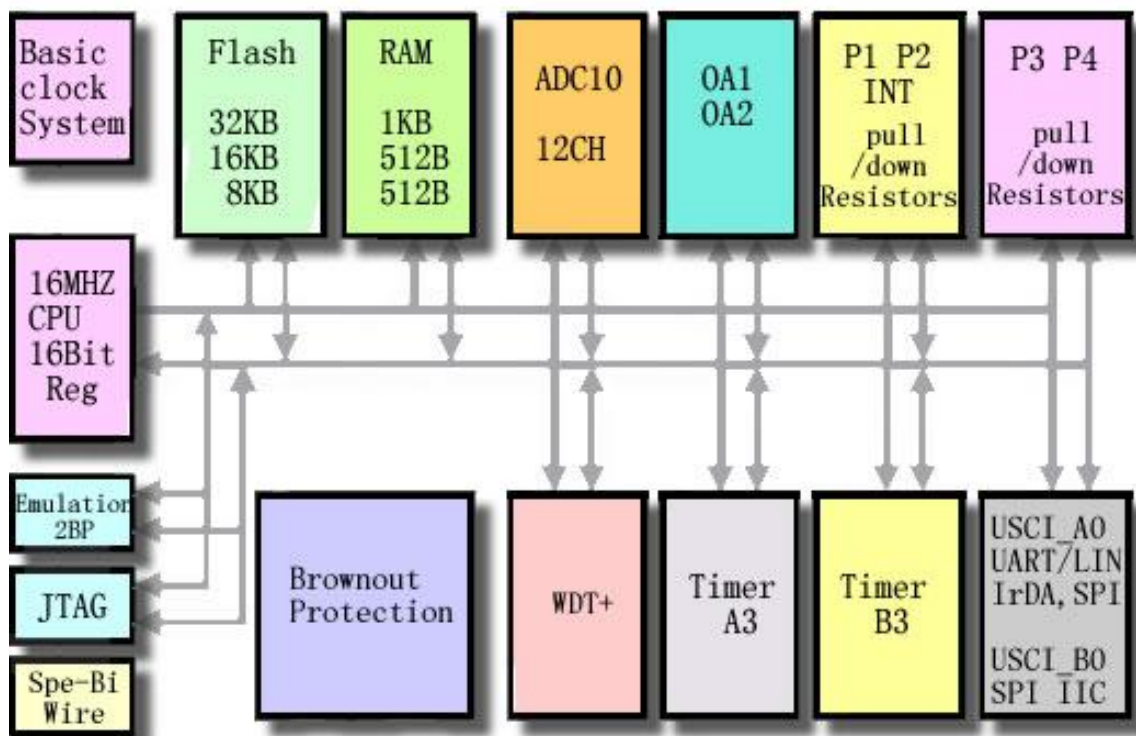 Basic
clock
System
Flash
32KB
16KB
8KB
RAM
1KB
512B
512B
ADC10
12CH
OA1
OA2
P1 P2
INT
pull
/down
Resistors
P3 P4
pull
/down
Resistors
16MHZ
CPU
16Bit
Reg
Emulation
2BP
JTAG
Spe-Bi
Wire
Brownout
Protection
WDT+
Timer
A3
Timer
B3
USCI_A0
UART/LIN
IrDA, SPI
USCI_B0
SPI IIC